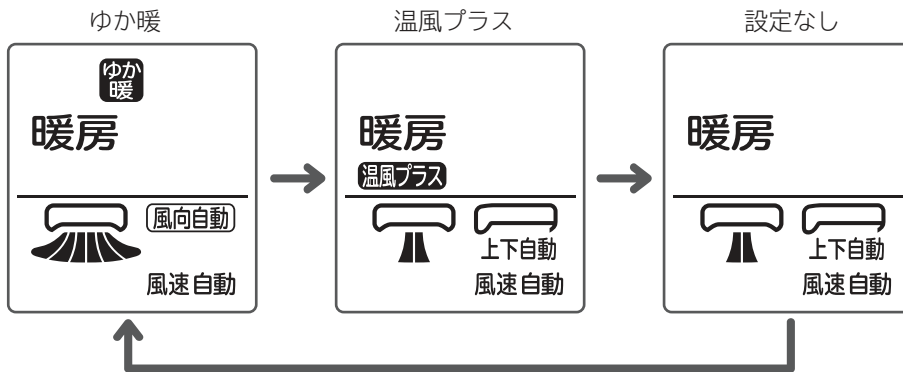 ゆか暖
温風プラス
設定なし
ゆか
暖
暖房
風向自動
風速自動
暖房
温風プラス
上下自動
風速自動
暖房
上下自動
風速自動